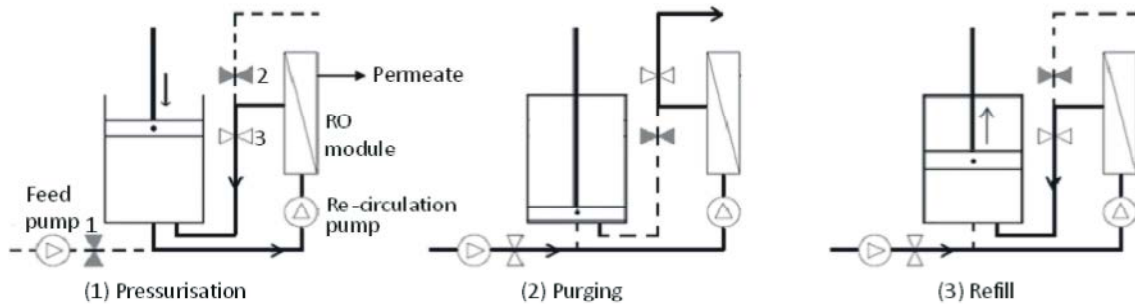 2
Permeate
3
RO
module
Feed
pump
1
Re-circulation
pump
(1) Pressurisation
(2) Purging
(3) Refill